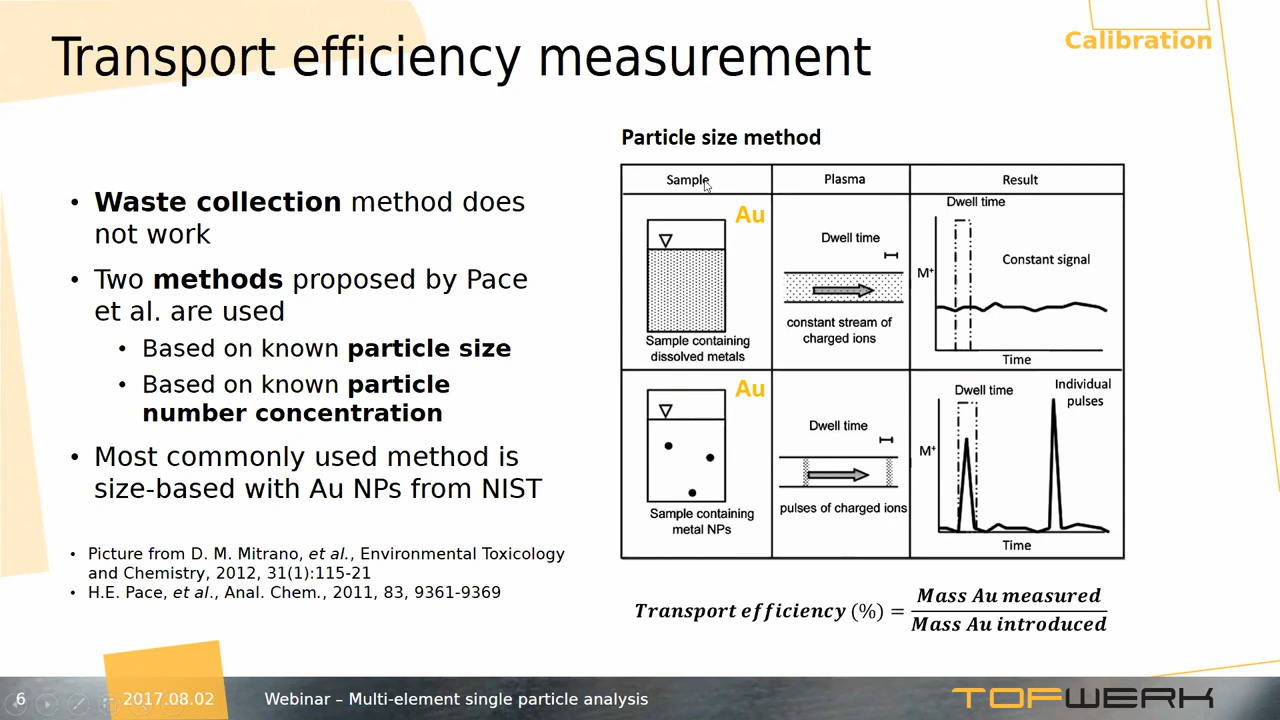 Transport efficiency measurement
Calibration
• Waste collection method does
not work
• Two methods proposed by Pace
et al. are used
• Based on known particle size
• Based on known particle
number concentration
• Most commonly used method is
size-based with Au NPs from NIST
• Picture from D. M. Mitrano, et al., Environmental Toxicology
and Chemistry, 2012, 31(1):115-21
• H.E. Pace, et al., Anal. Chem., 2011, 83, 9361-9369
Particle size method
Sample
Plasma
Result
Au
Sample containing
dissolved metals
Dwell time
constant stream of
charged ions
Dwell time
Constant signal
M+
Time
Au
Sample containing
metal NPs
Dwell time
pulses of charged ions
Dwell time
Individual
pulses
M+
Time
Transport efficiency (%) =
Mass Au measured
Mass Au introduced
6
2017.08.02
Webinar – Multi-element single particle analysis
TOFWERK